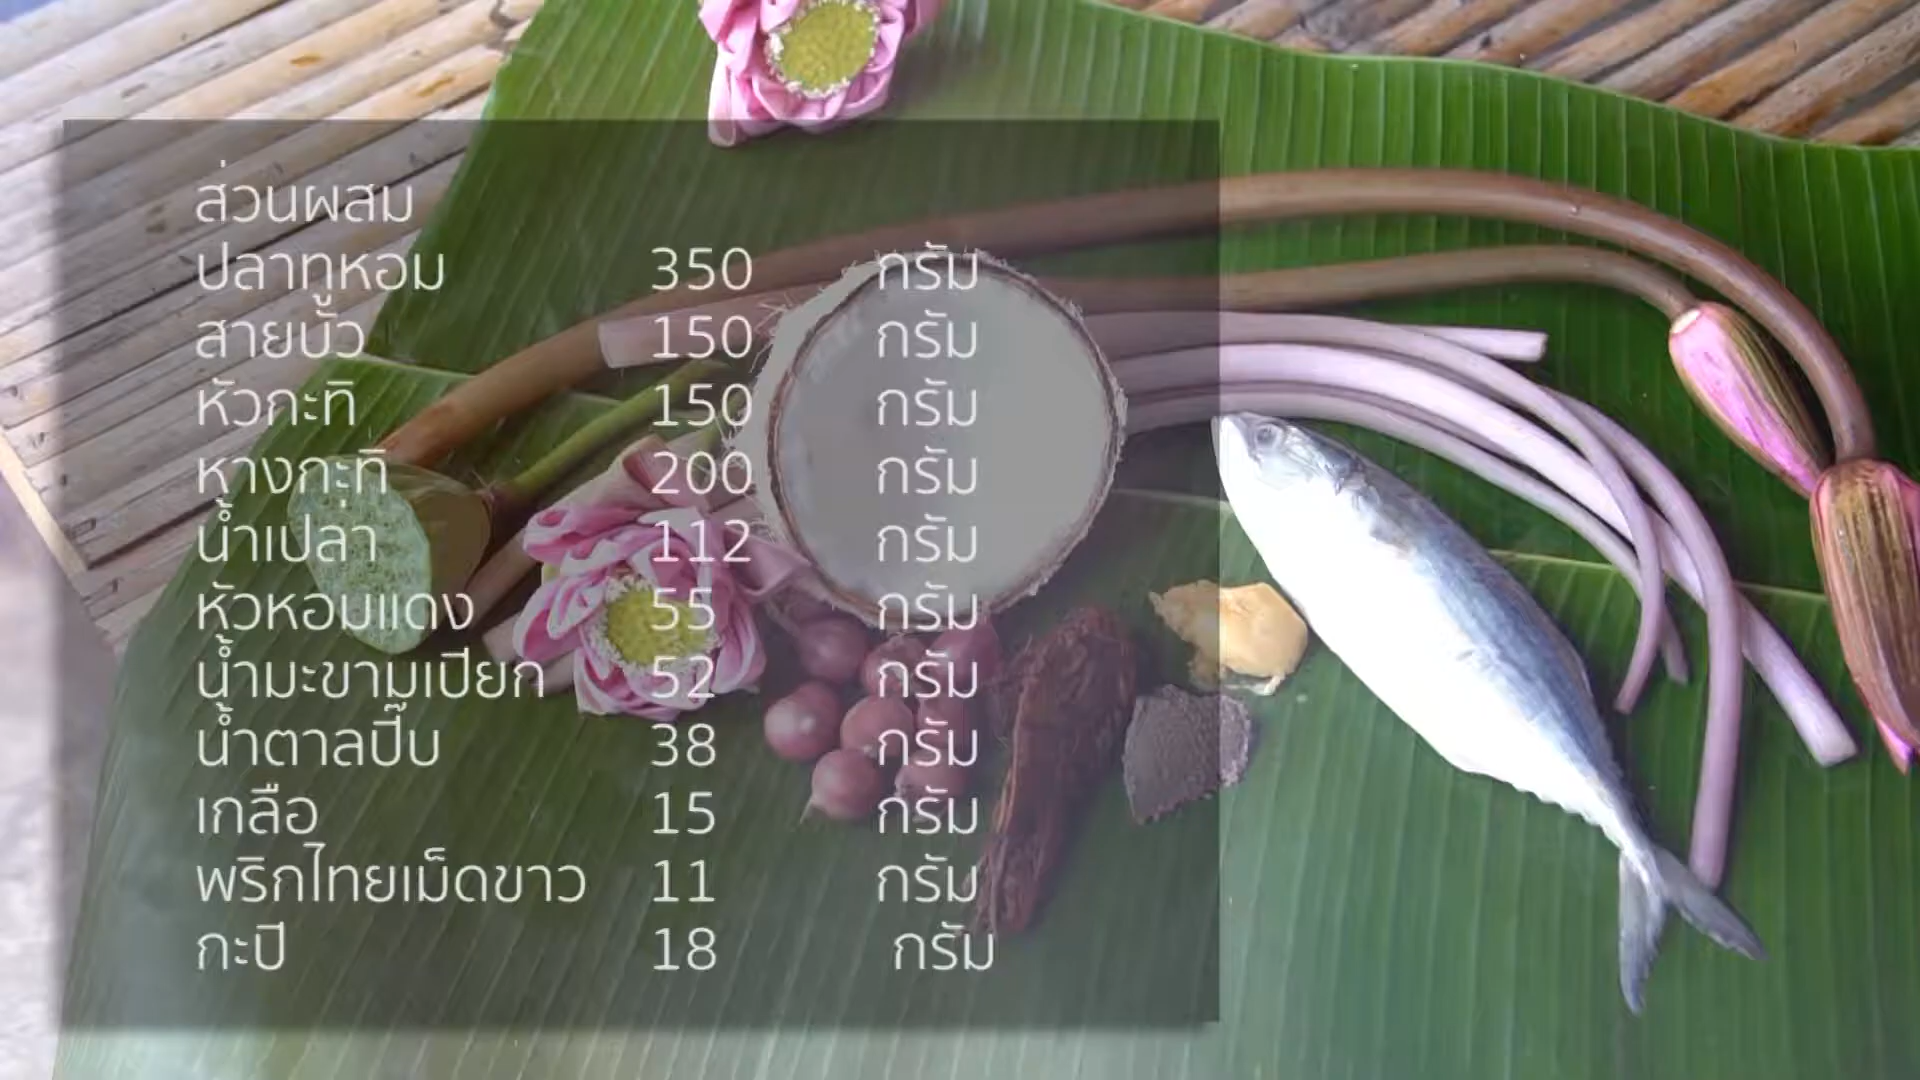 ส่วนผสม
ปลาทูหอม 350 กรัม
สายบัว 150 กรัม
หัวกะทิ 150 กรัม
หางกะทิ 200 กรัม
น้ำเปล่า 112 กรัม
หัวหอมแดง 55 กรัม
น้ำมะขามเปียก 52 กรัม
น้ำตาลปี๊บ 38 กรัม
เกลือ 15 กรัม
พริกไทยเม็ดขาว 11 กรัม
กะปิ 18 กรัม